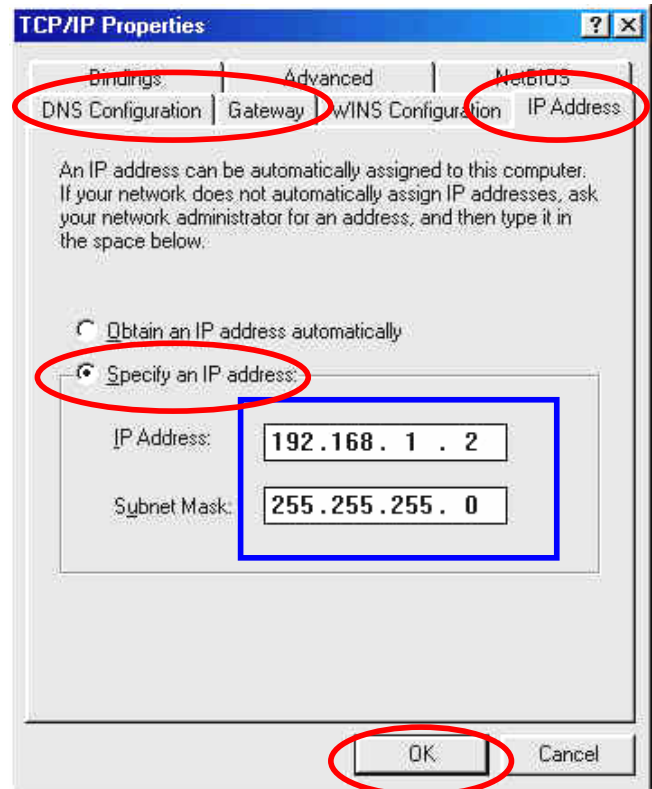 TCP/IP Properties
Bindings Advanced NetBIOS
DNS Configuration Gateway WINS Configuration IP Address
An IP address can be automatically assigned to this computer.
If your network does not automatically assign IP addresses, ask
your network administrator for an address, and then type it in
the space below.
Obtain an IP address automatically
Specify an IP address:
IP Address: 192.168. 1 . 2
Subnet Mask: 255.255.255. 0
OK Cancel